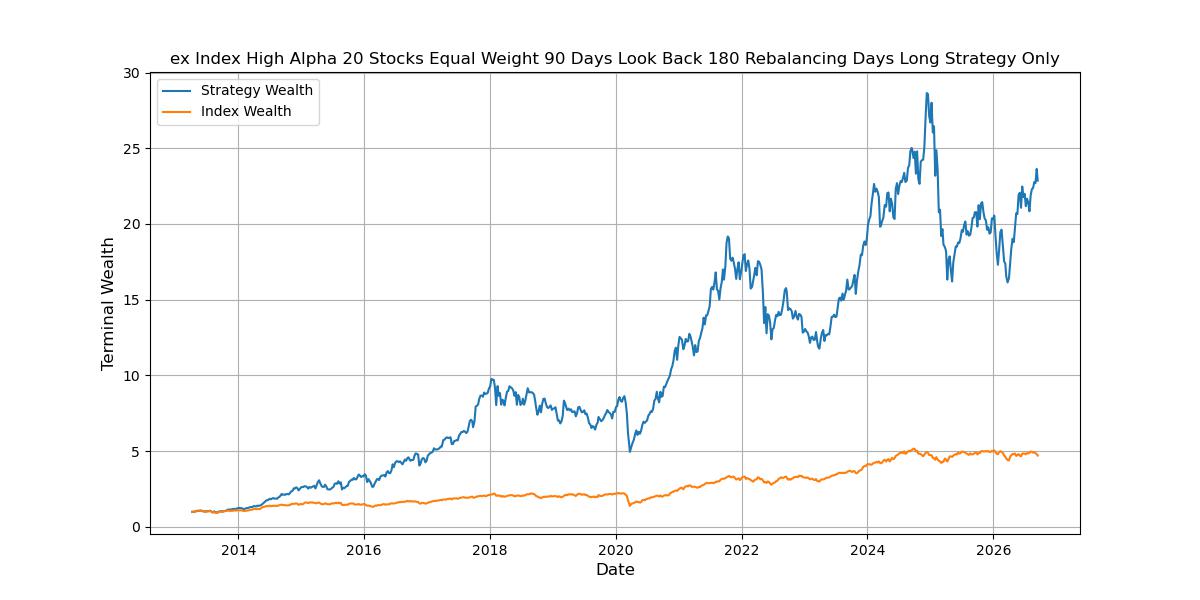 ex Index High Alpha 20 Stocks Equal Weight 90 Days Look Back 180 Rebalancing Days Long Strategy Only
Strategy Wealth
Index Wealth
Terminal Wealth
30
25
20
15
10
5
0
2014 2016 2018 2020 2022 2024 2026
Date